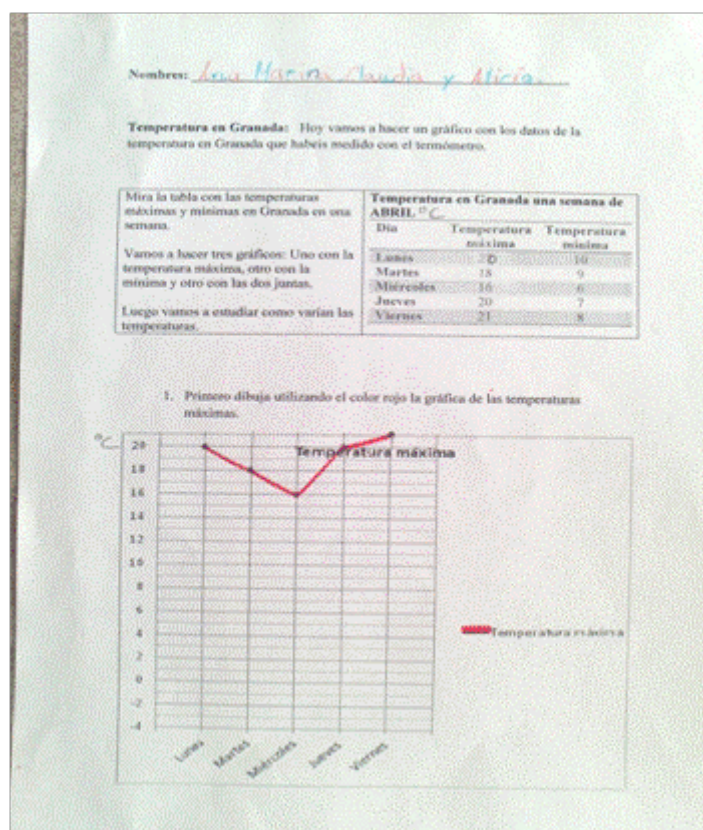 Nombres: Ana Marina Claudia y Alicia
Temperatura en Granada: Hoy vamos a hacer un gráfico con los datos de la
temperatura en Granada que habeis medido con el termómetro.
Mira la tabla con las temperaturas
máximas y mínimas en Granada en una
semana.
Vamos a hacer tres gráficos: Uno con la
temperatura máxima, otro con la
mínima y otro con las dos juntas.
Luego vamos a estudiar como varían las
temperaturas.
Temperatura en Granada una semana de
ABRIL ºC
Día Temperatura máxima Temperatura mínima
Lunes 20 10
Martes 18 9
Miércoles 16 6
Jueves 20 7
Viernes 21 8
1. Primero dibuja utilizando el color rojo la gráfica de las temperaturas
máximas.
ºC
Temperatura máxima
20
18
16
14
12
10
8
6
4
2
0
-2
-4
Lunes Martes Miércoles Jueves Viernes
Temperatura máxima